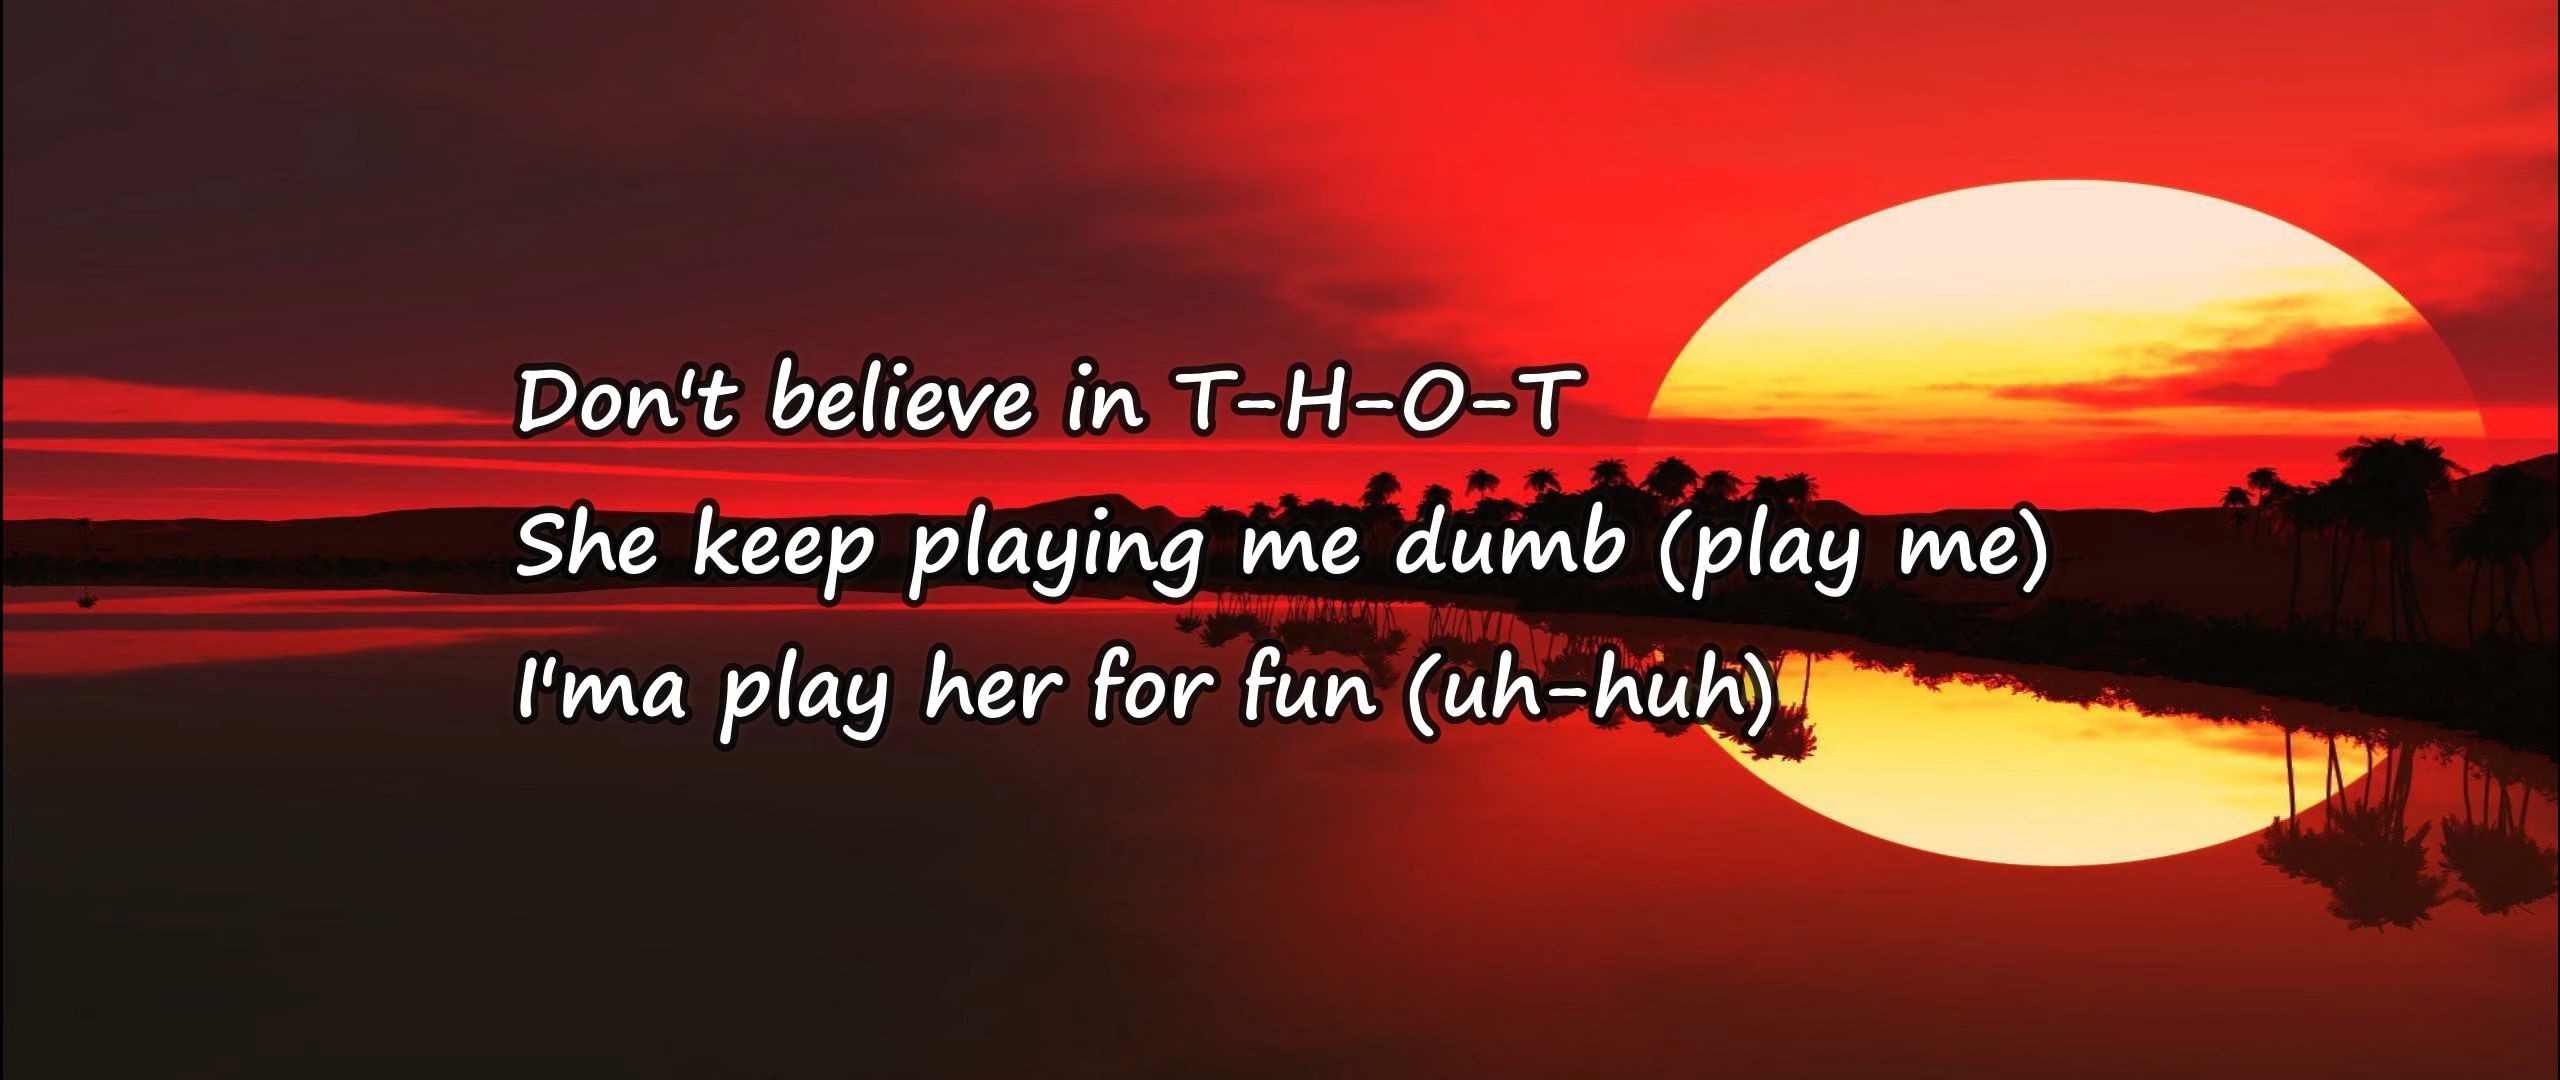 Don't believe in T-H-O-T
She keep playing me dumb (play me)
I'ma play her for fun (uh-huh)